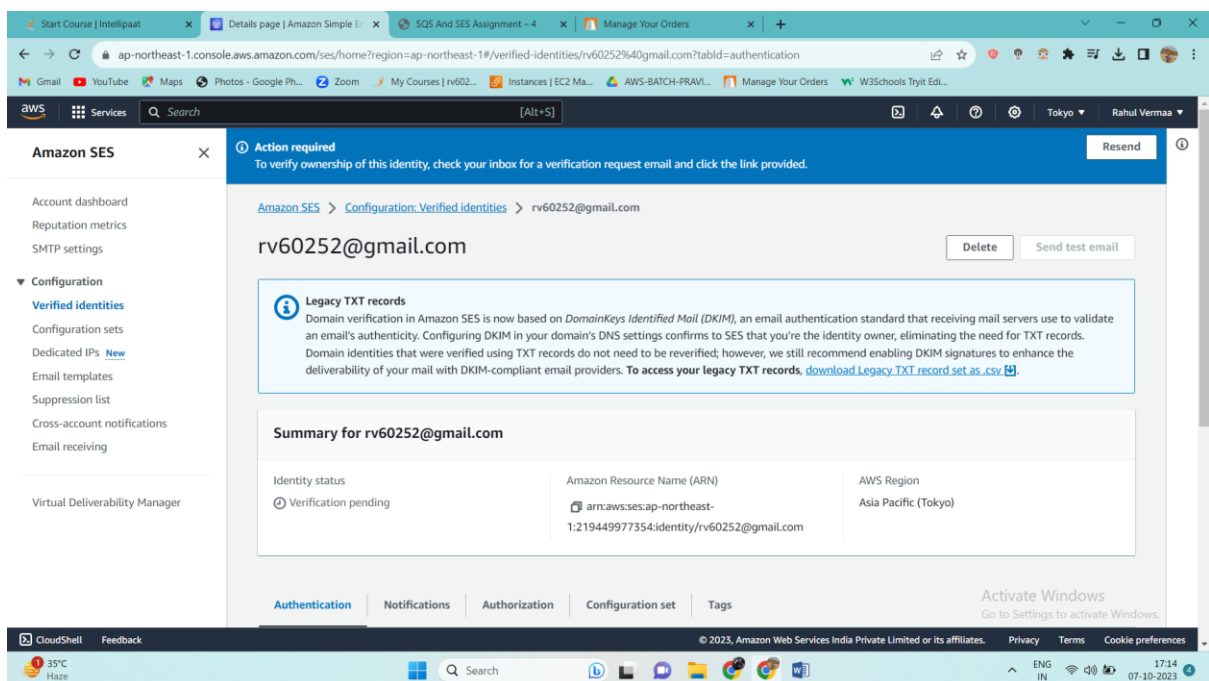 Start Course | Intellipaat
Details page | Amazon Simple E
SQS And SES Assignment – 4
Manage Your Orders
ap-northeast-1.console.aws.amazon.com/ses/home?region=ap-northeast-1#/verified-identities/rv60252%40gmail.com?tabId=authentication
Gmail YouTube Maps Photos - Google Ph... Zoom My Courses | rv602... Instances | EC2 Ma... AWS-BATCH-PRAVI... Manage Your Orders W3Schools Tryit Edi...
aws Services Search [Alt+S] Tokyo Rahul Vermaa
Amazon SES
Account dashboard
Reputation metrics
SMTP settings
Configuration
Verified identities
Configuration sets
Dedicated IPs New
Email templates
Suppression list
Cross-account notifications
Email receiving
Virtual Deliverability Manager
Action required
To verify ownership of this identity, check your inbox for a verification request email and click the link provided.
Resend
Amazon SES > Configuration: Verified identities > rv60252@gmail.com
rv60252@gmail.com
Delete
Send test email
Legacy TXT records
Domain verification in Amazon SES is now based on DomainKeys Identified Mail (DKIM), an email authentication standard that receiving mail servers use to validate
an email's authenticity. Configuring DKIM in your domain's DNS settings confirms to SES that you're the identity owner, eliminating the need for TXT records.
Domain identities that were verified using TXT records do not need to be reverified; however, we still recommend enabling DKIM signatures to enhance the
deliverability of your mail with DKIM-compliant email providers. To access your legacy TXT records, download Legacy TXT record set as .csv.
Summary for rv60252@gmail.com
Identity status
Verification pending
Amazon Resource Name (ARN)
arn:aws:ses:ap-northeast-
1:219449977354:identity/rv60252@gmail.com
AWS Region
Asia Pacific (Tokyo)
Authentication Notifications Authorization Configuration set Tags
Activate Windows
Go to Settings to activate Windows.
CloudShell Feedback © 2023, Amazon Web Services India Private Limited or its affiliates. Privacy Terms Cookie preferences
1
35°C
Haze
Search
ENG
IN
17:14
07-10-2023
4